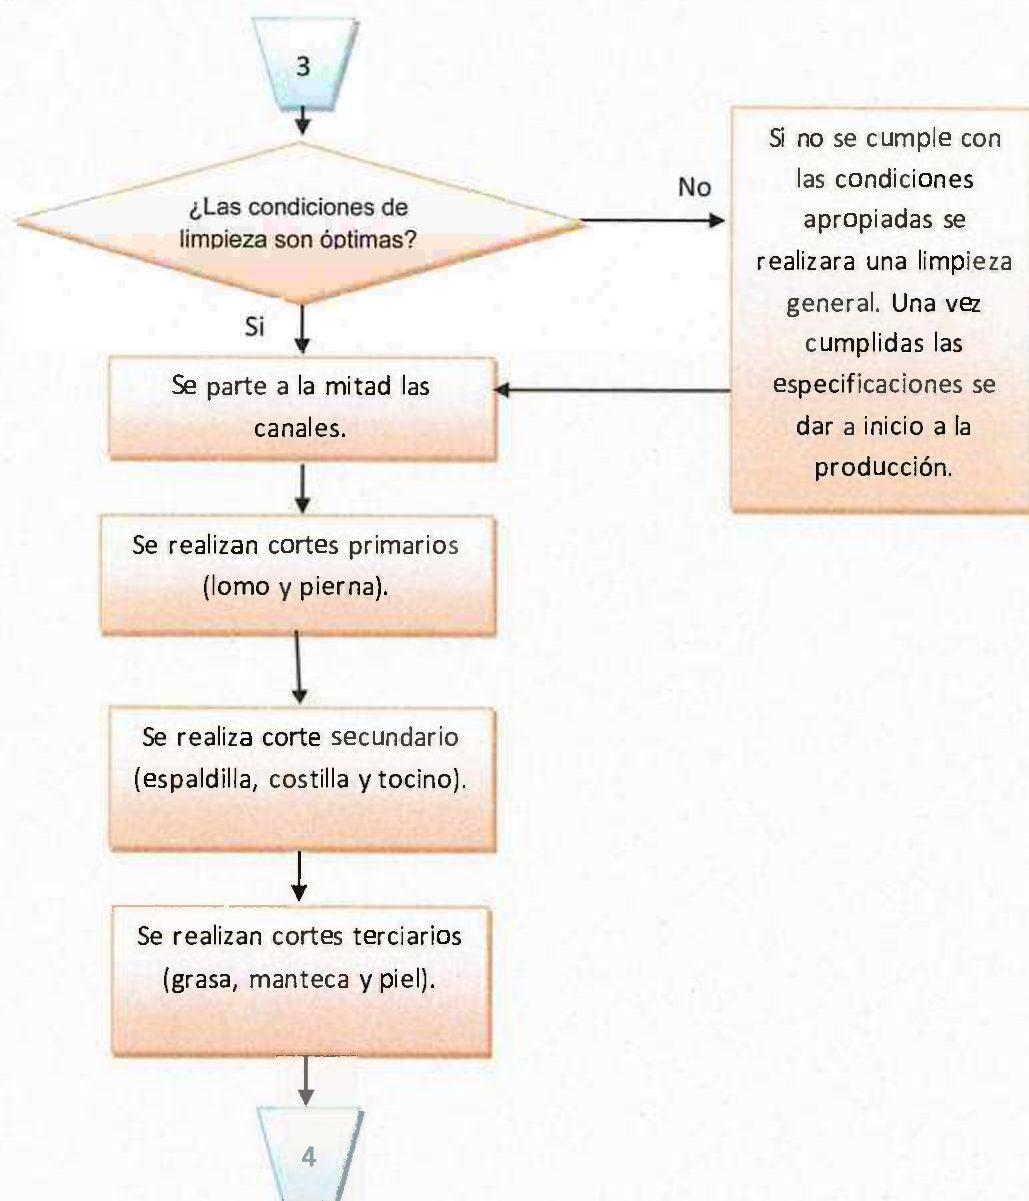 3
¿Las condiciones de
limpieza son óptimas?
No
Si no se cumple con
las condiciones
apropiadas se
realizara una limpieza
general. Una vez
cumplidas las
especificaciones se
dar a inicio a la
producción.
Si
Se parte a la mitad las
canales.
Se realizan cortes primarios
(lomo y pierna).
Se realiza corte secundario
(espaldilla, costilla y tocino).
Se realizan cortes terciarios
(grasa, manteca y piel).
4